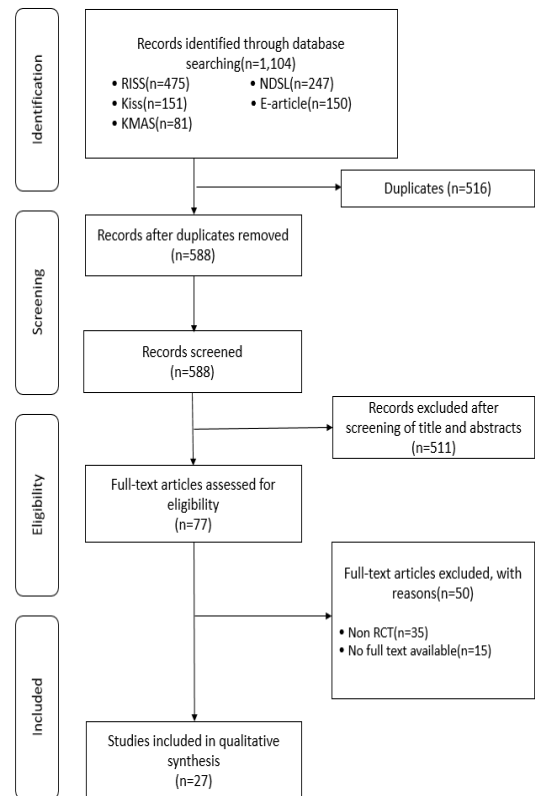 Identification
Records identified through database
searching(n=1,104)
• RISS(n=475)
• NDSL(n=247)
• Kiss(n=151)
• E-article(n=150)
• KMAS(n=81)
Duplicates (n=516)
Screening
Records after duplicates removed
(n=588)
Records screened
(n=588)
Records excluded after
screening of title and abstracts
(n=511)
Eligibility
Full-text articles assessed for
eligibility
(n=77)
Full-text articles excluded, with
reasons(n=50)
• Non RCT(n=35)
• No full text available(n=15)
Included
Studies included in qualitative
synthesis
(n=27)